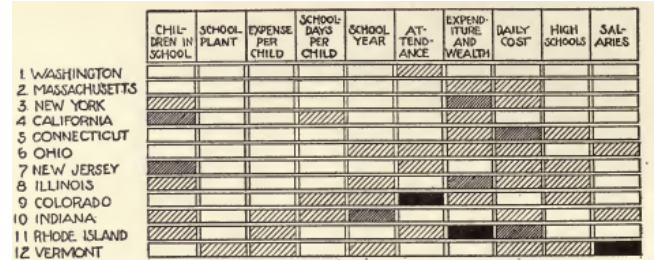 CHIL-
DREN IN
SCHOOL
SCHOOL
PLANT
EXPENSE
PER
CHILD
SCHOOL-
DAYS
PER
CHILD
SCHOOL
YEAR
AT-
TEND-
ANCE
EXPEND-
ITURE
AND
WEALTH
DAILY
COST
HIGH
SCHOOLS
SAL-
ARIES
1. WASHINGTON
2. MASSACHUSETTS
3 NEW YORK
4 CALIFORNIA
5 CONNECTICUT
6 OHIO
7 NEW JERSEY
8 ILLINOIS
9 COLORADO
10 INDIANA
11 RHODE ISLAND
12 VERMONT